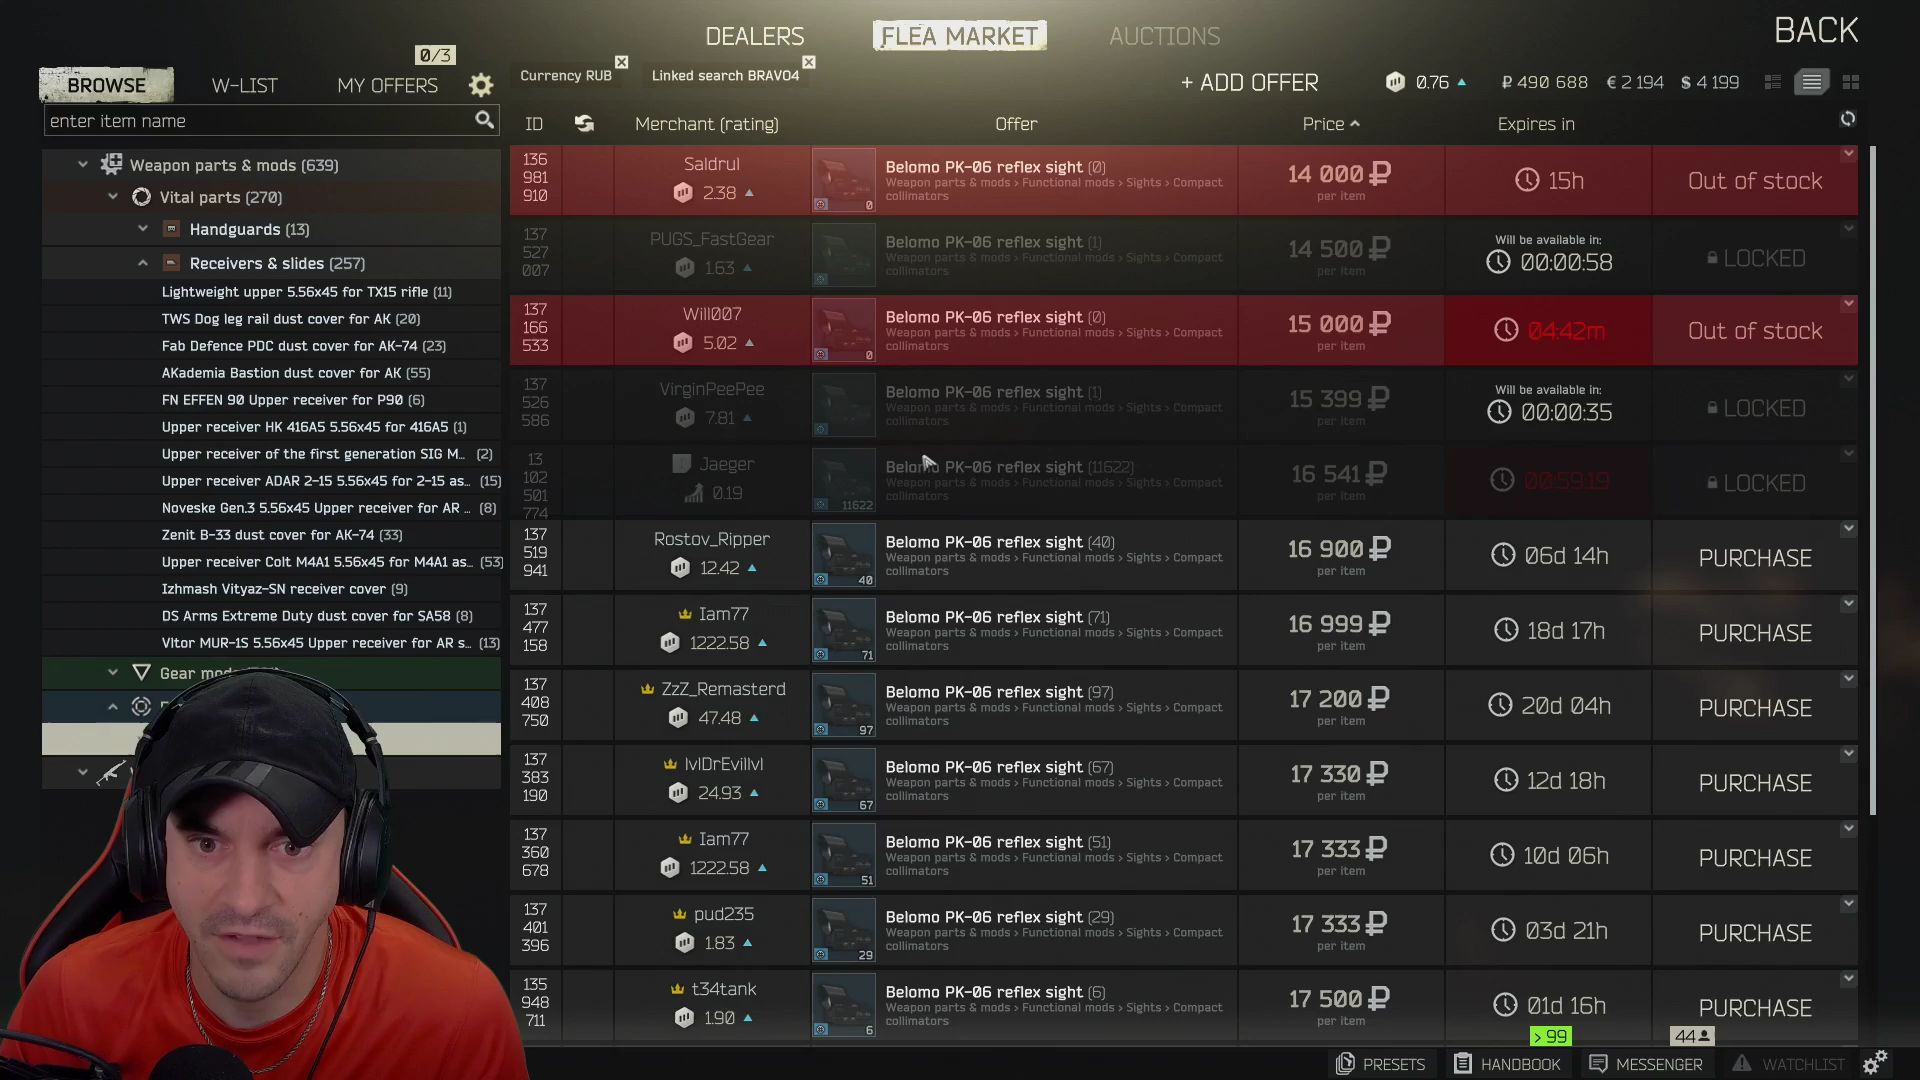 DEALERS
FLEA MARKET
AUCTIONS
BACK
0/3
BROWSE
W-LIST
MY OFFERS
Currency RUB
Linked search BRAVO4
+ ADD OFFER
0.76
₽ 490 688
€ 2 194
$ 4 199
enter item name
ID
Merchant (rating)
Offer
Price
Expires in
Weapon parts & mods (639)
Vital parts (270)
Handguards (13)
Receivers & slides (257)
Lightweight upper 5.56x45 for TX15 rifle (11)
TWS Dog leg rail dust cover for AK (20)
Fab Defence PDC dust cover for AK-74 (23)
AKademia Bastion dust cover for AK (55)
FN EFFEN 90 Upper receiver for P90 (6)
Upper receiver HK 416A5 5.56x45 for 416A5 (1)
Upper receiver of the first generation SIG M... (2)
Upper receiver ADAR 2-15 5.56x45 for 2-15 as... (15)
Noveske Gen.3 5.56x45 Upper receiver for AR ... (8)
Zenit B-33 dust cover for AK-74 (33)
Upper receiver Colt M4A1 5.56x45 for M4A1 as... (53)
Izhmash Vityaz-SN receiver cover (9)
DS Arms Extreme Duty dust cover for SA58 (8)
Vltor MUR-1S 5.56x45 Upper receiver for AR s... (13)
Gear mo
136
981
910
Saldrul
2.38
0
Belomo PK-06 reflex sight (0)
Weapon parts & mods > Functional mods > Sights > Compact
collimators
14 000 ₽
per item
15h
Out of stock
137
527
007
PUGS_FastGear
1.63
Belomo PK-06 reflex sight (1)
Weapon parts & mods > Functional mods > Sights > Compact
collimators
14 500 ₽
per item
Will be available in:
00:00:58
LOCKED
137
166
533
Will007
5.02
0
Belomo PK-06 reflex sight (0)
Weapon parts & mods > Functional mods > Sights > Compact
collimators
15 000 ₽
per item
04:42m
Out of stock
137
526
586
VirginPeePee
7.81
Belomo PK-06 reflex sight (1)
Weapon parts & mods > Functional mods > Sights > Compact
collimators
15 399 ₽
per item
Will be available in:
00:00:35
LOCKED
13
102
501
774
Jaeger
0.19
11622
Belomo PK-06 reflex sight (11622)
Weapon parts & mods > Functional mods > Sights > Compact
collimators
16 541 ₽
per item
00:59:19
LOCKED
137
519
941
Rostov_Ripper
12.42
40
Belomo PK-06 reflex sight (40)
Weapon parts & mods > Functional mods > Sights > Compact
collimators
16 900 ₽
per item
06d 14h
PURCHASE
137
477
158
Iam77
1222.58
71
Belomo PK-06 reflex sight (71)
Weapon parts & mods > Functional mods > Sights > Compact
collimators
16 999 ₽
per item
18d 17h
PURCHASE
137
408
750
ZzZ_Remasterd
47.48
97
Belomo PK-06 reflex sight (97)
Weapon parts & mods > Functional mods > Sights > Compact
collimators
17 200 ₽
per item
20d 04h
PURCHASE
137
383
190
lvlDrEvillvl
24.93
67
Belomo PK-06 reflex sight (67)
Weapon parts & mods > Functional mods > Sights > Compact
collimators
17 330 ₽
per item
12d 18h
PURCHASE
137
360
678
Iam77
1222.58
51
Belomo PK-06 reflex sight (51)
Weapon parts & mods > Functional mods > Sights > Compact
collimators
17 333 ₽
per item
10d 06h
PURCHASE
137
401
396
pud235
1.83
29
Belomo PK-06 reflex sight (29)
Weapon parts & mods > Functional mods > Sights > Compact
collimators
17 333 ₽
per item
03d 21h
PURCHASE
135
948
711
t34tank
1.90
6
Belomo PK-06 reflex sight (6)
Weapon parts & mods > Functional mods > Sights > Compact
collimators
17 500 ₽
per item
01d 16h
PURCHASE
> 99
44
PRESETS
HANDBOOK
MESSENGER
WATCHLIST